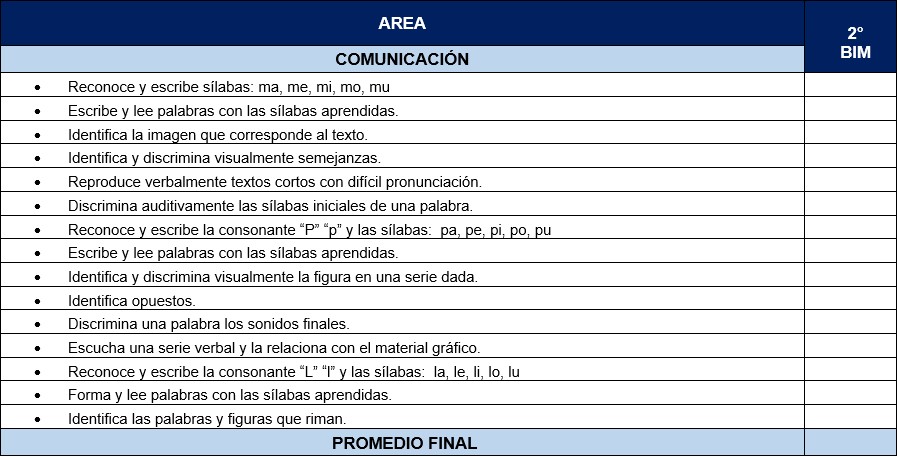 AREA
2°
BIM
COMUNICACIÓN
• Reconoce y escribe sílabas: ma, me, mi, mo, mu
• Escribe y lee palabras con las sílabas aprendidas.
• Identifica la imagen que corresponde al texto.
• Identifica y discrimina visualmente semejanzas.
• Reproduce verbalmente textos cortos con difícil pronunciación.
• Discrimina auditivamente las sílabas iniciales de una palabra.
• Reconoce y escribe la consonante “P” “p” y las sílabas: pa, pe, pi, po, pu
• Escribe y lee palabras con las sílabas aprendidas.
• Identifica y discrimina visualmente la figura en una serie dada.
• Identifica opuestos.
• Discrimina una palabra los sonidos finales.
• Escucha una serie verbal y la relaciona con el material gráfico.
• Reconoce y escribe la consonante “L” “l” y las sílabas: la, le, li, lo, lu
• Forma y lee palabras con las sílabas aprendidas.
• Identifica las palabras y figuras que riman.
PROMEDIO FINAL